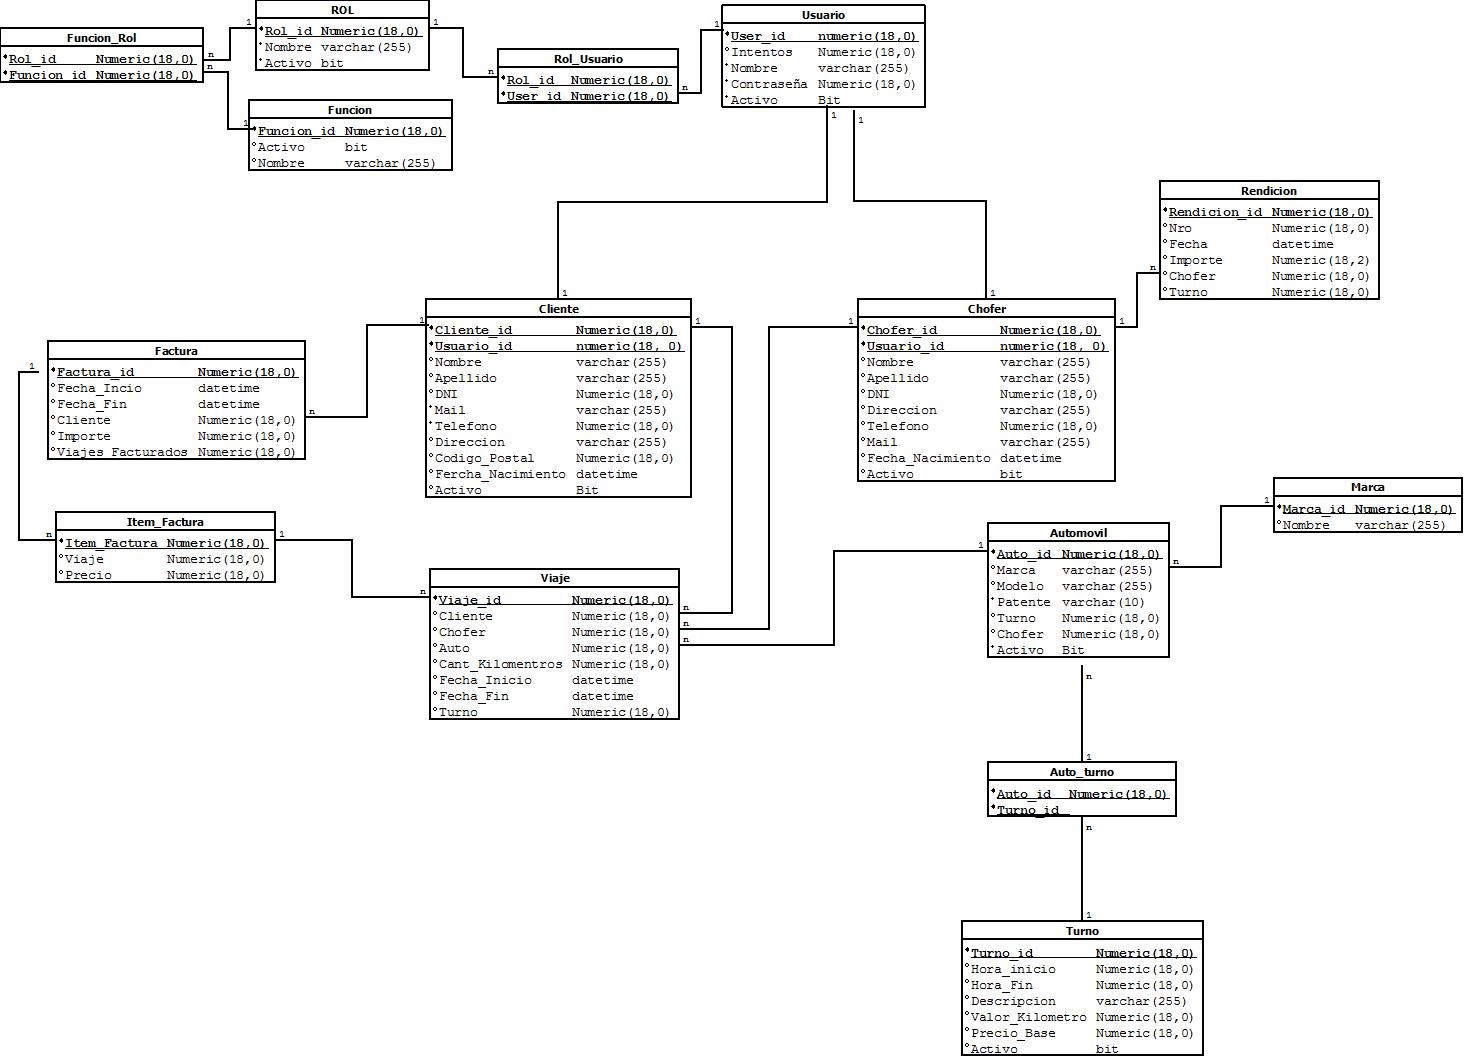 ROL
Rol_id Numeric(18,0)
Nombre varchar(255)
Activo bit
Funcion_Rol
Rol_id Numeric(18,0)
Funcion_id Numeric(18,0)
Usuario
User_id numeric(18,0)
Intentos Numeric(18,0)
Nombre varchar(255)
Contraseña Numeric(18,0)
Activo Bit
Rol_Usuario
Rol_id Numeric(18,0)
User_id Numeric(18,0)
Funcion
Funcion_id Numeric(18,0)
Activo bit
Nombre varchar(255)
1
n
n
1
1
n
n
1
1
1
1
1
Rendicion
Rendicion_id Numeric(18,0)
Nro Numeric(18,0)
Fecha datetime
Importe Numeric(18,2)
Chofer Numeric(18,0)
Turno Numeric(18,0)
n
1
Cliente
Cliente_id Numeric(18,0)
Usuario_id numeric(18, 0)
Nombre varchar(255)
Apellido varchar(255)
DNI Numeric(18,0)
Mail varchar(255)
Telefono Numeric(18,0)
Direccion varchar(255)
Codigo_Postal Numeric(18,0)
Fercha_Nacimiento datetime
Activo Bit
1
1
Chofer
Chofer_id Numeric(18,0)
Usuario_id numeric(18, 0)
Nombre varchar(255)
Apellido varchar(255)
DNI Numeric(18,0)
Direccion varchar(255)
Telefono Numeric(18,0)
Mail varchar(255)
Fecha_Nacimiento datetime
Activo bit
1
Factura
Factura_id Numeric(18,0)
Fecha_Incio datetime
Fecha_Fin datetime
Cliente Numeric(18,0)
Importe Numeric(18,0)
Viajes_Facturados Numeric(18,0)
1
n
n
Item_Factura
Item_Factura Numeric(18,0)
Viaje Numeric(18,0)
Precio Numeric(18,0)
1
n
Viaje
Viaje_id Numeric(18,0)
Cliente Numeric(18,0)
Chofer Numeric(18,0)
Auto Numeric(18,0)
Cant_Kilomentros Numeric(18,0)
Fecha_Inicio datetime
Fecha_Fin datetime
Turno Numeric(18,0)
n
n
n
1
Automovil
Auto_id Numeric(18,0)
Marca varchar(255)
Modelo varchar(255)
Patente varchar(10)
Turno Numeric(18,0)
Chofer Numeric(18,0)
Activo Bit
n
1
Marca
Marca_id Numeric(18,0)
Nombre varchar(255)
n
1
Auto_turno
Auto_id Numeric(18,0)
Turno_id
n
1
Turno
Turno_id Numeric(18,0)
Hora_inicio Numeric(18,0)
Hora_Fin Numeric(18,0)
Descripcion varchar(255)
Valor_Kilometro Numeric(18,0)
Precio_Base Numeric(18,0)
Activo bit